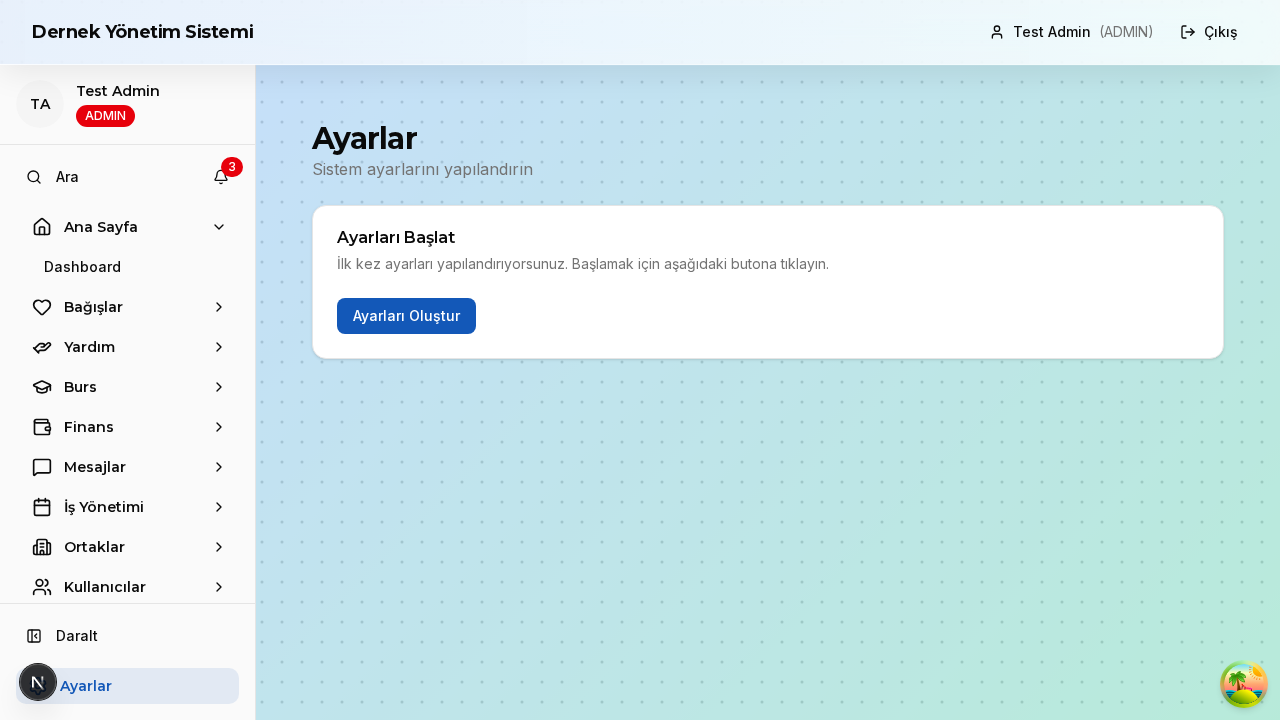 Dernek Yönetim Sistemi
Test Admin (ADMIN)
Çıkış
TA
Test Admin
ADMIN
Ara
3
Ana Sayfa
Dashboard
Bağışlar
Yardım
Burs
Finans
Mesajlar
İş Yönetimi
Ortaklar
Kullanıcılar
Daralt
N
Ayarlar
Ayarlar
Sistem ayarlarını yapılandırın
Ayarları Başlat
İlk kez ayarları yapılandırıyorsunuz. Başlamak için aşağıdaki butona tıklayın.
Ayarları Oluştur